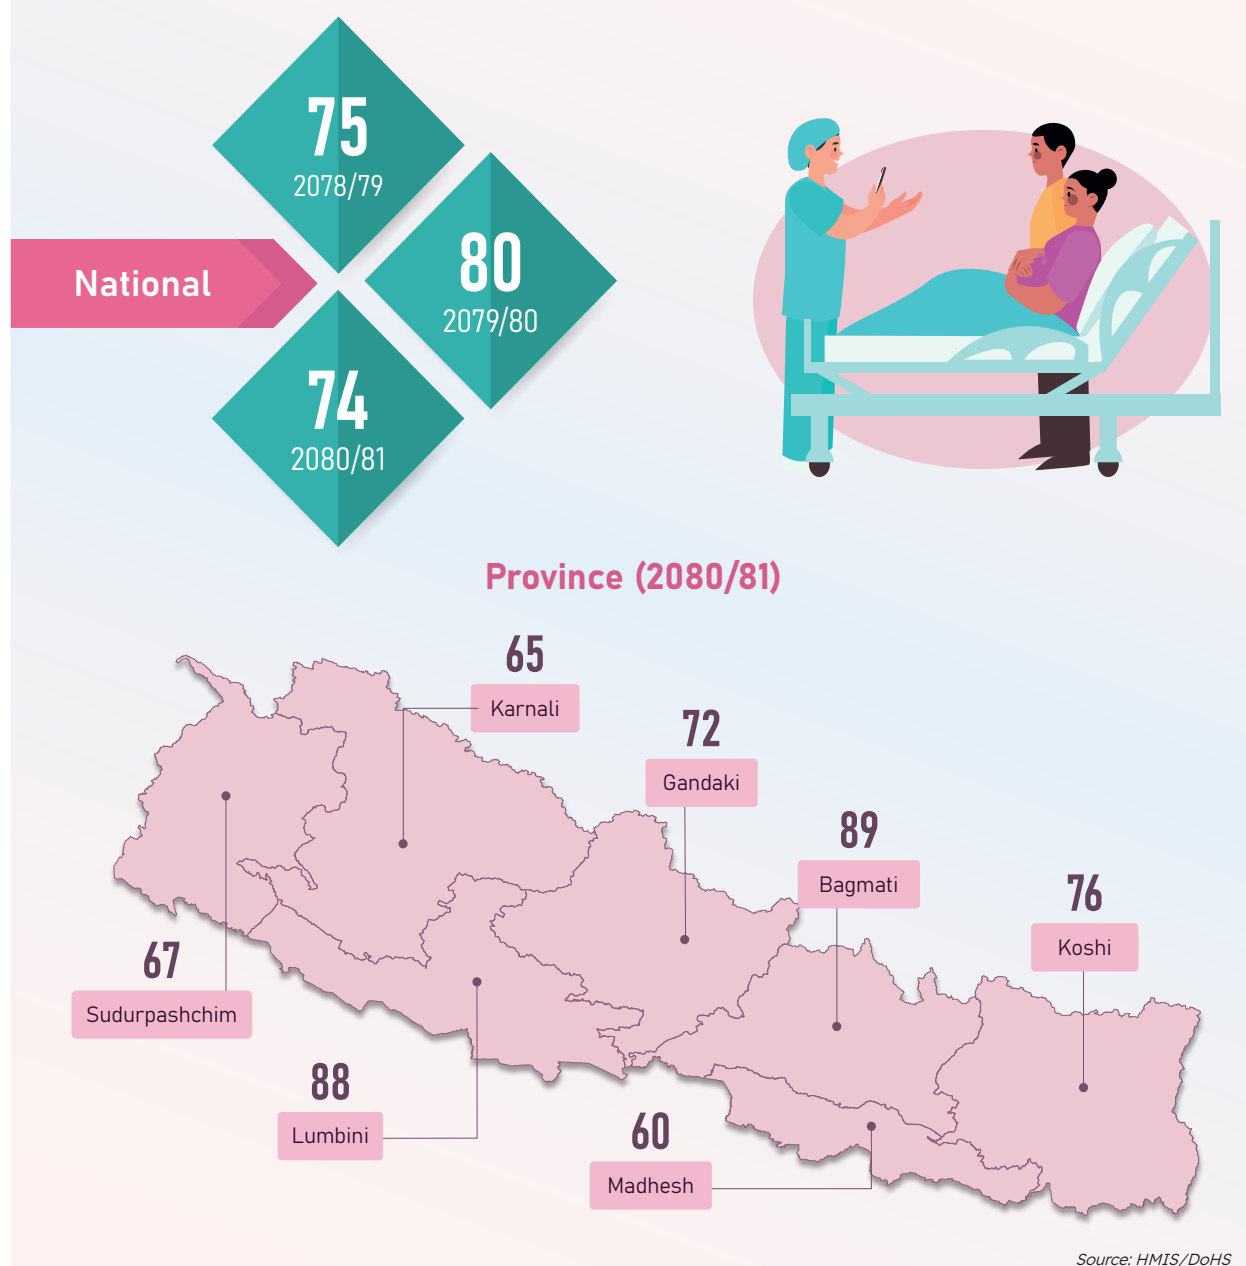 75
2078/79
National
80
2079/80
74
2080/81
Province (2080/81)
65
Karnali
72
Gandaki
89
Bagmati
76
Koshi
67
Sudurpashchim
88
Lumbini
60
Madhesh
Source: HMIS/DoHS